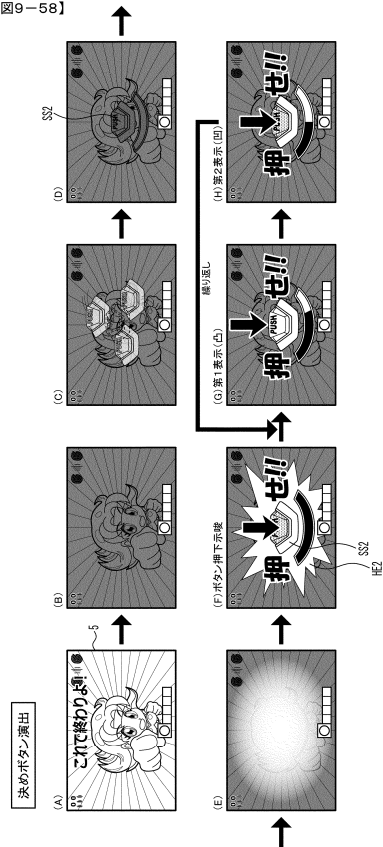 図9-58】
決めボタン演出
(A)
これで終わりよ!
5
(B)
(C)
(D)
PUSH
SS2
(E)
(F)ボタン押下示唆
押せ!!
SS2
HE2
(G)第1表示(凸)
PUSH
押せ!!
(H)第2表示(凹)
PUSH
押せ!!
繰り返し